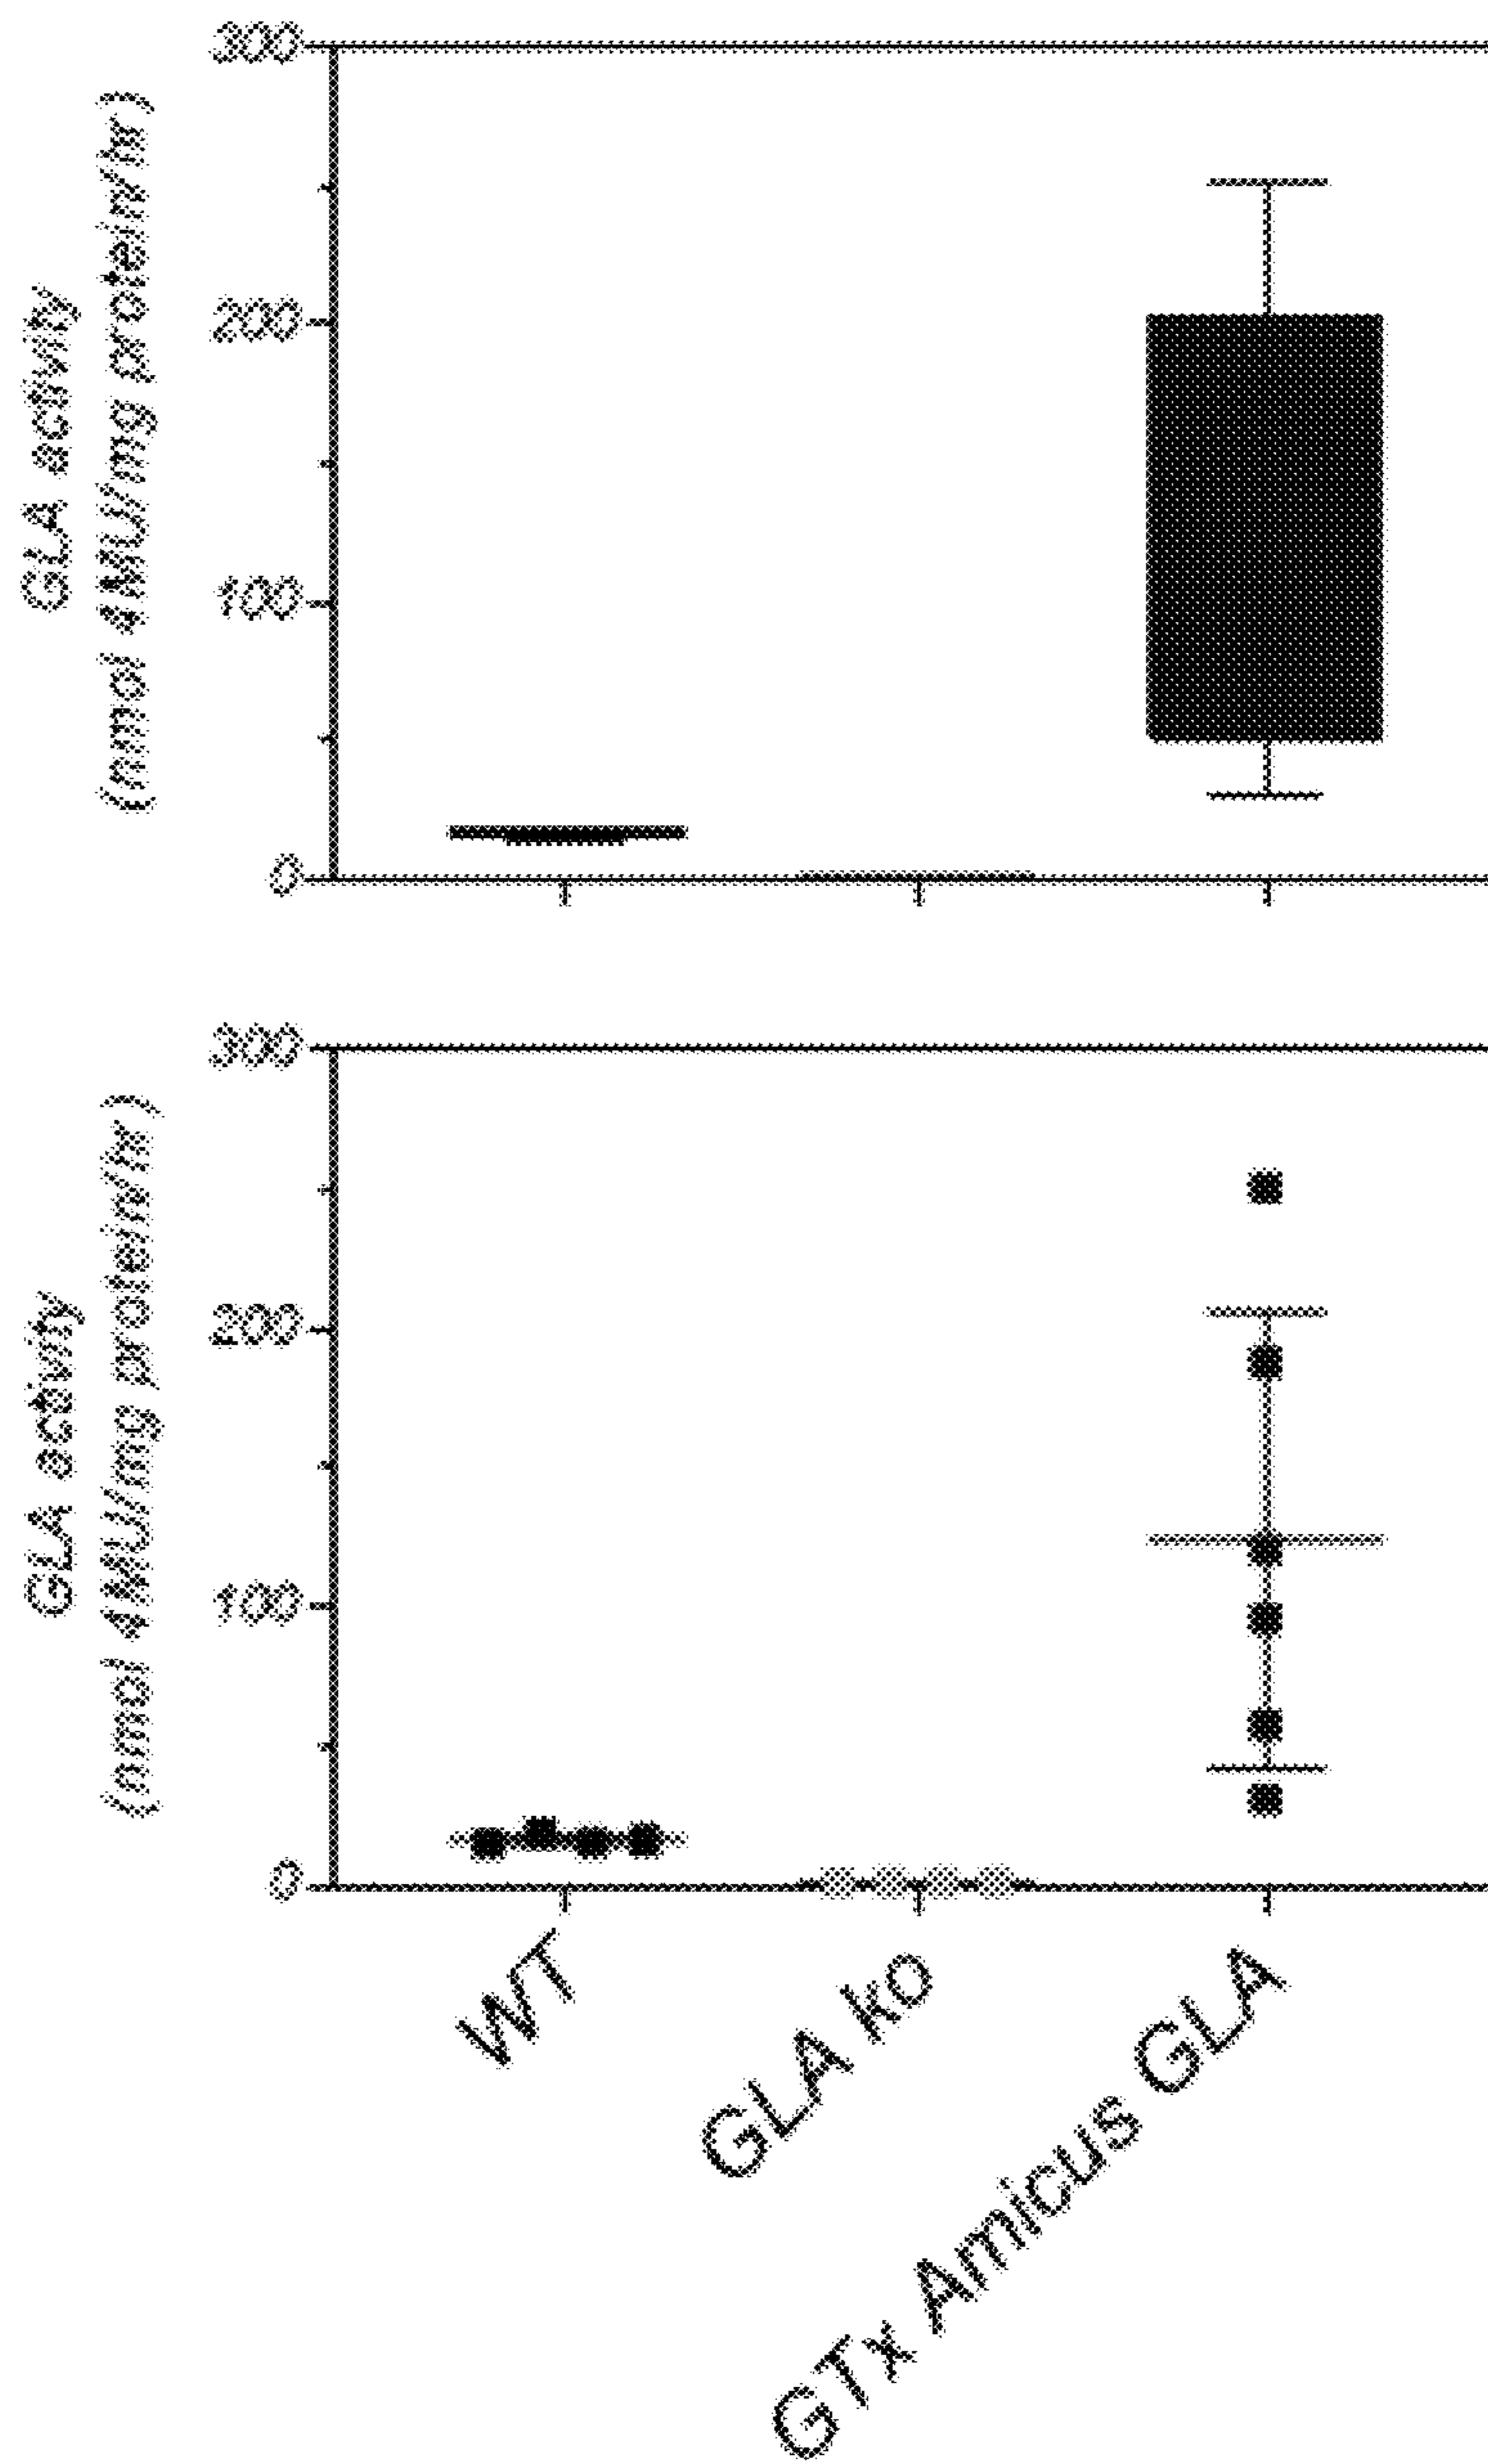 GLA activity
(nmol 4MU/mg protein/hr)
300
200
100
0
GLA activity
(nmol 4MU/mg protein/hr)
300
200
100
0
WT
GLA ko
GTx Amicus GLA